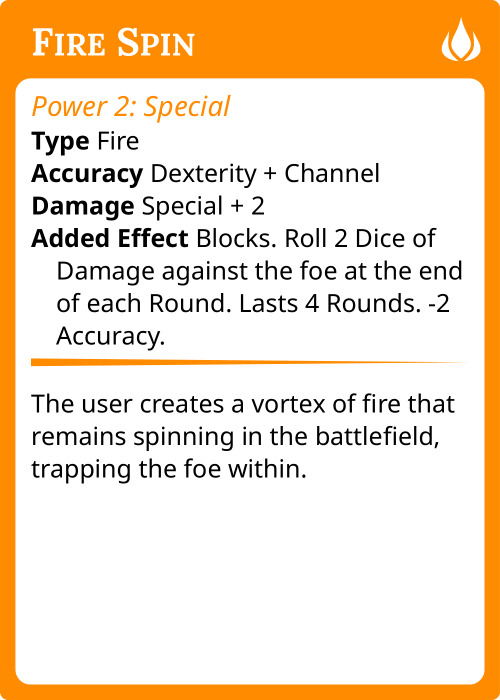 Fire Spin
Power 2: Special
Type Fire
Accuracy Dexterity + Channel
Damage Special + 2
Added Effect Blocks. Roll 2 Dice of
Damage against the foe at the end
of each Round. Lasts 4 Rounds. -2
Accuracy.
The user creates a vortex of fire that
remains spinning in the battlefield,
trapping the foe within.